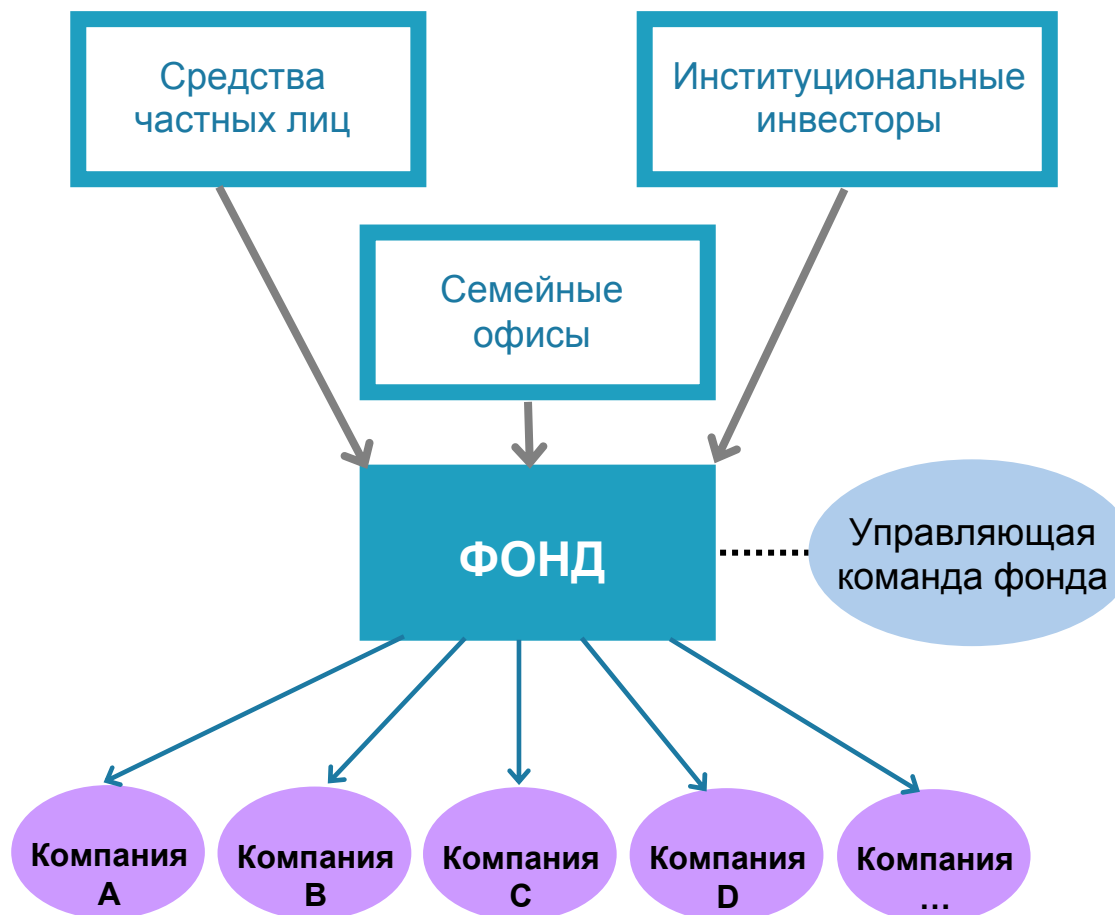 Средства
частных лиц
Институциональные
инвесторы
Семейные
офисы
ФОНД
Управляющая
команда фонда
Компания
A
Компания
B
Компания
C
Компания
D
Компания
...